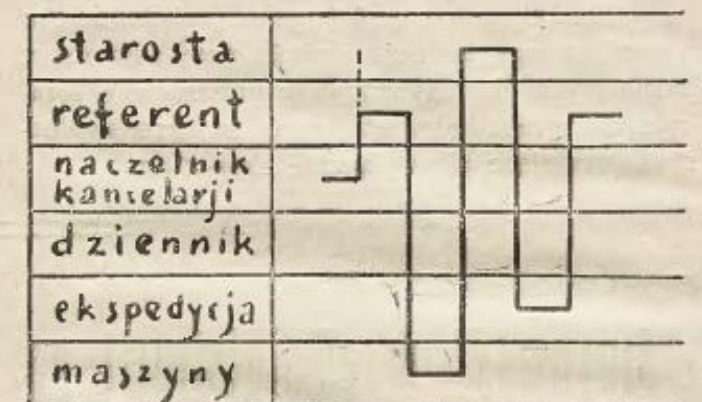 starosta
referent
naczelnik
kancelarji
dziennik
ekspedycja
maszyny